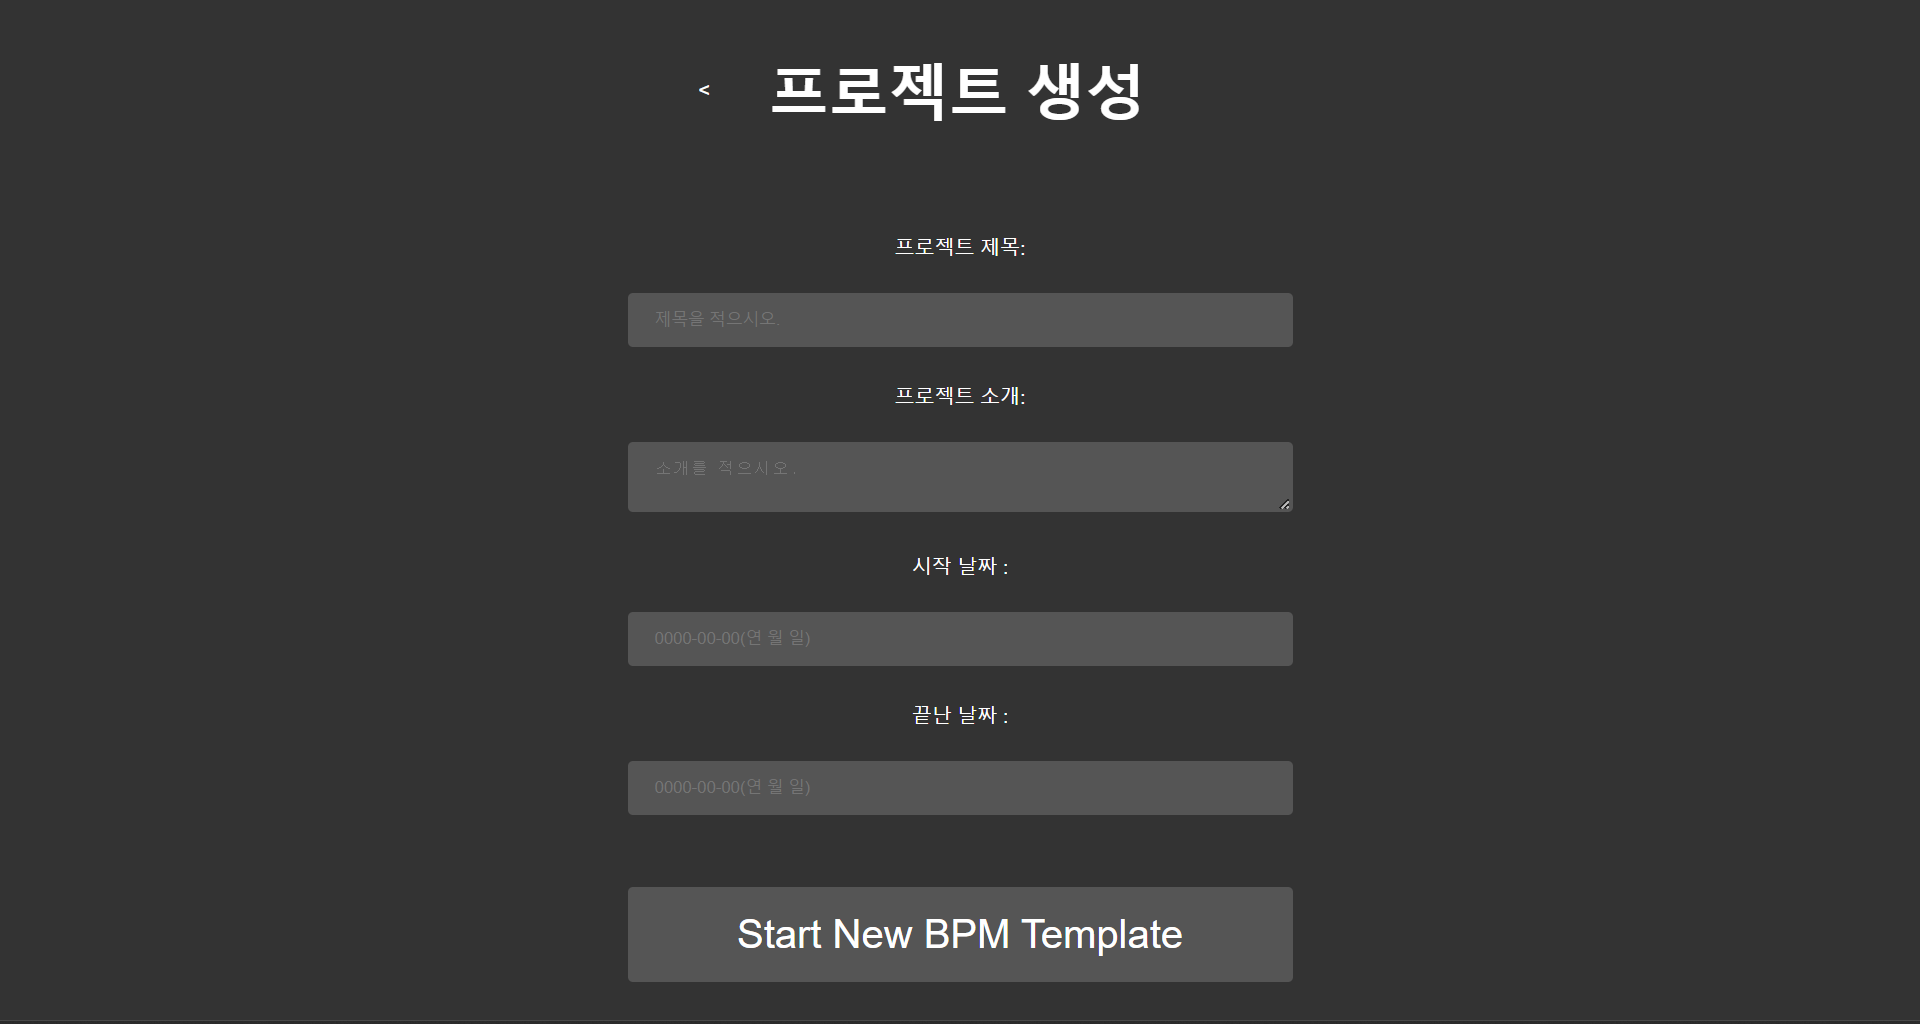 < 프로젝트 생성
프로젝트 제목:
제목을 적으시오.
프로젝트 소개:
소개를 적으시오.
시작 날짜 :
0000-00-00(연 월 일)
끝난 날짜 :
0000-00-00(연 월 일)
Start New BPM Template